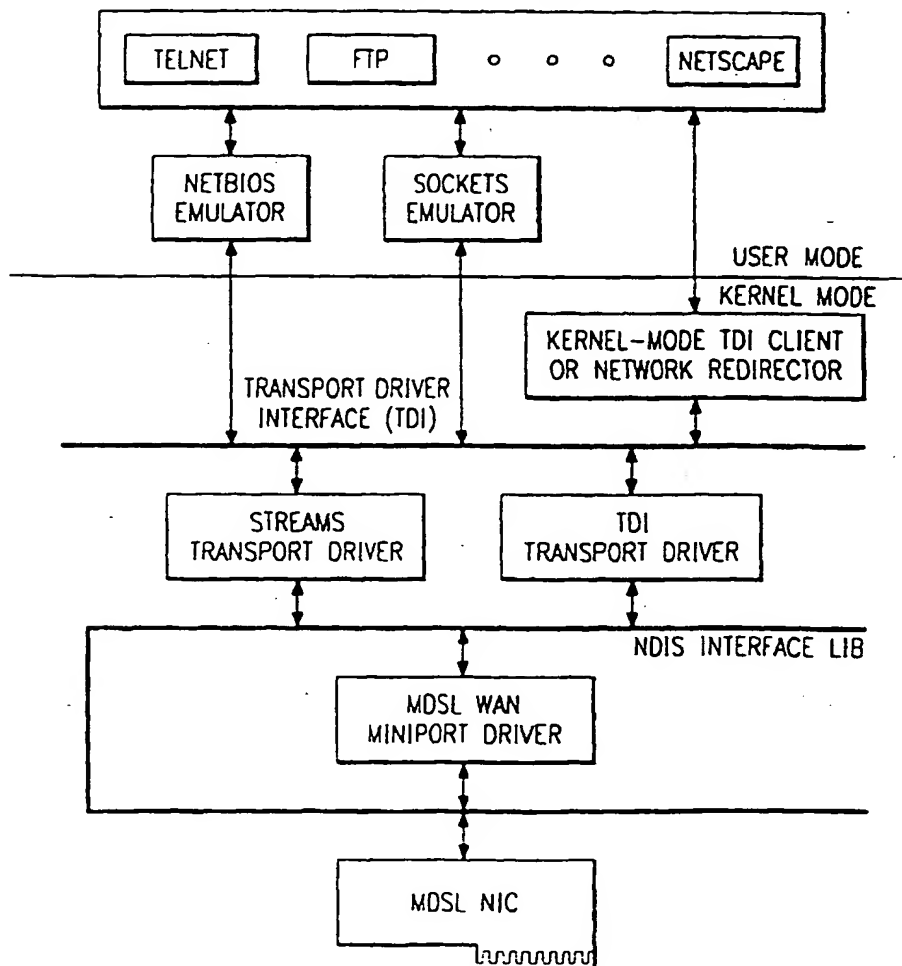 TELNET
FTP
NETSCAPE
NETBIOS
EMULATOR
SOCKETS
EMULATOR
USER MODE
KERNEL MODE
KERNEL-MODE TDI CLIENT
OR NETWORK REDIRECTOR
TRANSPORT DRIVER
INTERFACE (TDI)
STREAMS
TRANSPORT DRIVER
TDI
TRANSPORT DRIVER
NDIS INTERFACE LIB
MDSL WAN
MINIPORT DRIVER
MDSL NIC